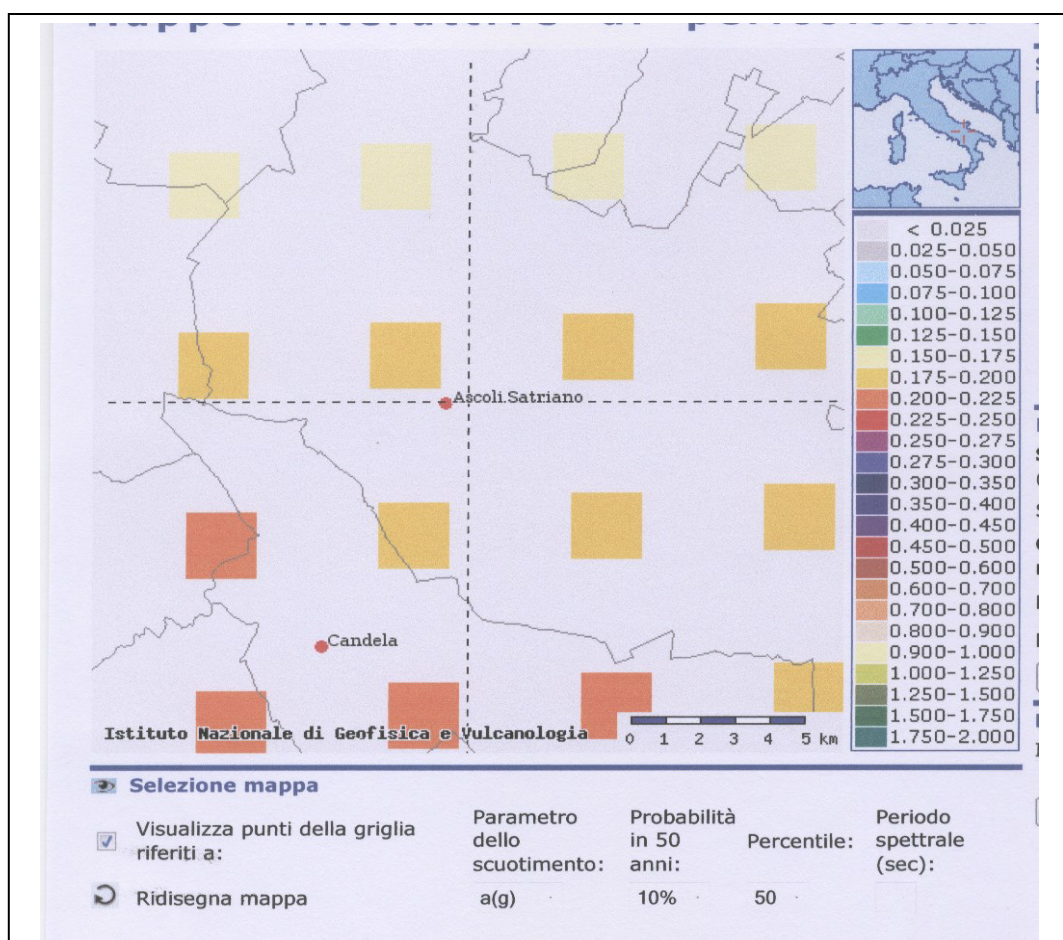 Mappe interattive di pericolosità
Ascoli Satriano
Candela
Istituto Nazionale di Geofisica e Vulcanologia
0 1 2 3 4 5 km
< 0.025
0.025-0.050
0.050-0.075
0.075-0.100
0.100-0.125
0.125-0.150
0.150-0.175
0.175-0.200
0.200-0.225
0.225-0.250
0.250-0.275
0.275-0.300
0.300-0.350
0.350-0.400
0.400-0.450
0.450-0.500
0.500-0.600
0.600-0.700
0.700-0.800
0.800-0.900
0.900-1.000
1.000-1.250
1.250-1.500
1.500-1.750
1.750-2.000
Selezione mappa
Visualizza punti della griglia
riferiti a:
Parametro
dello
scuotimento:
Probabilità
in 50
anni:
Percentile:
Periodo
spettrale
(sec):
Ridisegna mappa
a(g)
10%
50